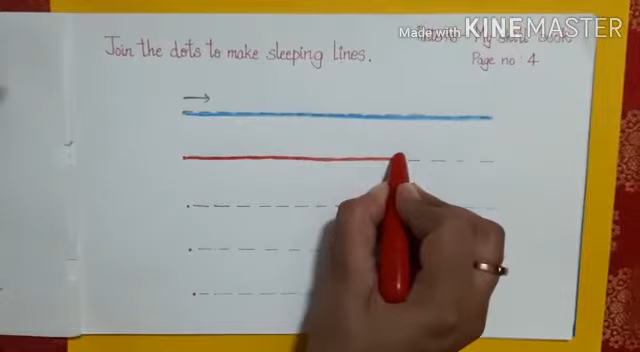 Made with KINEMASTER
Join the dots to make sleeping lines.
Page no : 4